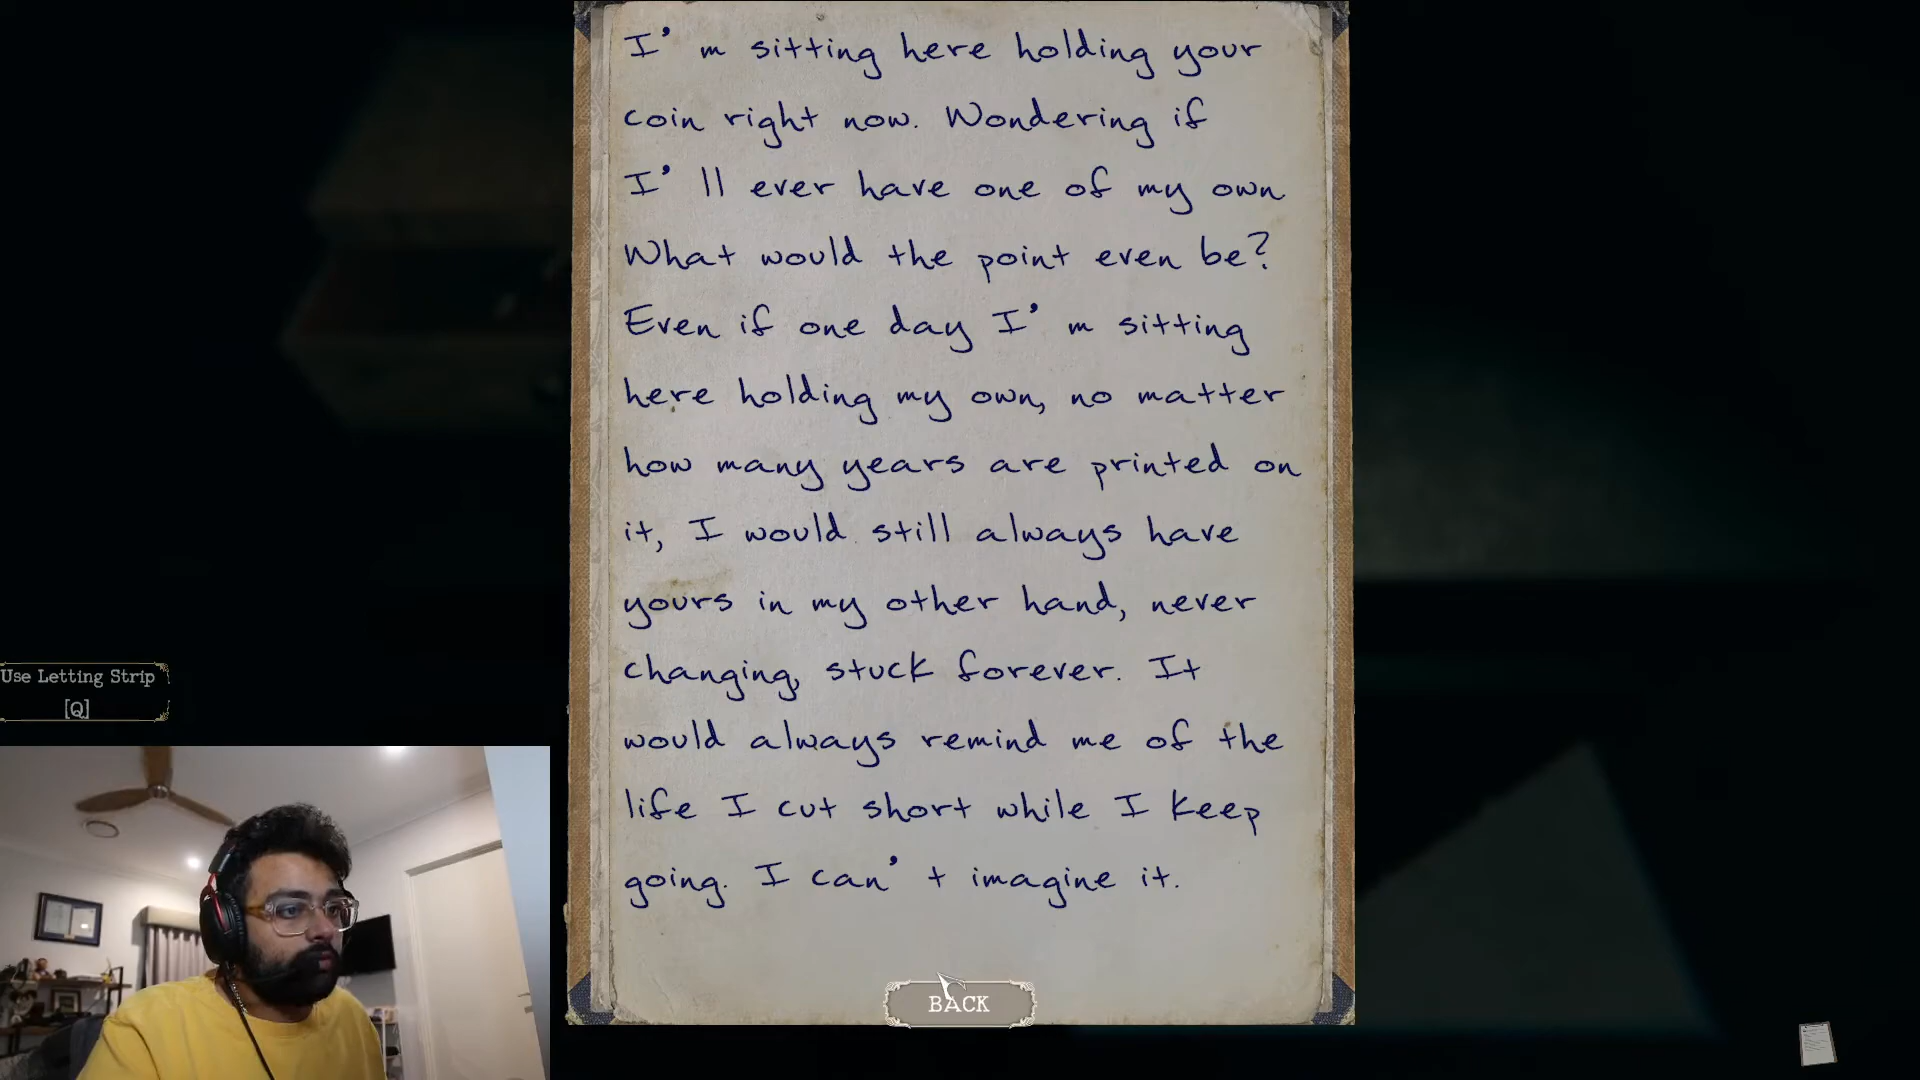 I' m sitting here holding your
coin right now. Wondering if
I' ll ever have one of my own
What would the point even be?
Even if one day I' m sitting
here holding my own, no matter
how many years are printed on
it, I would still always have
yours in my other hand, never
changing, stuck forever. It
would always remind me of the
life I cut short while I keep
going. I can' t imagine it.
Use Letting Strip
[Q]
BACK